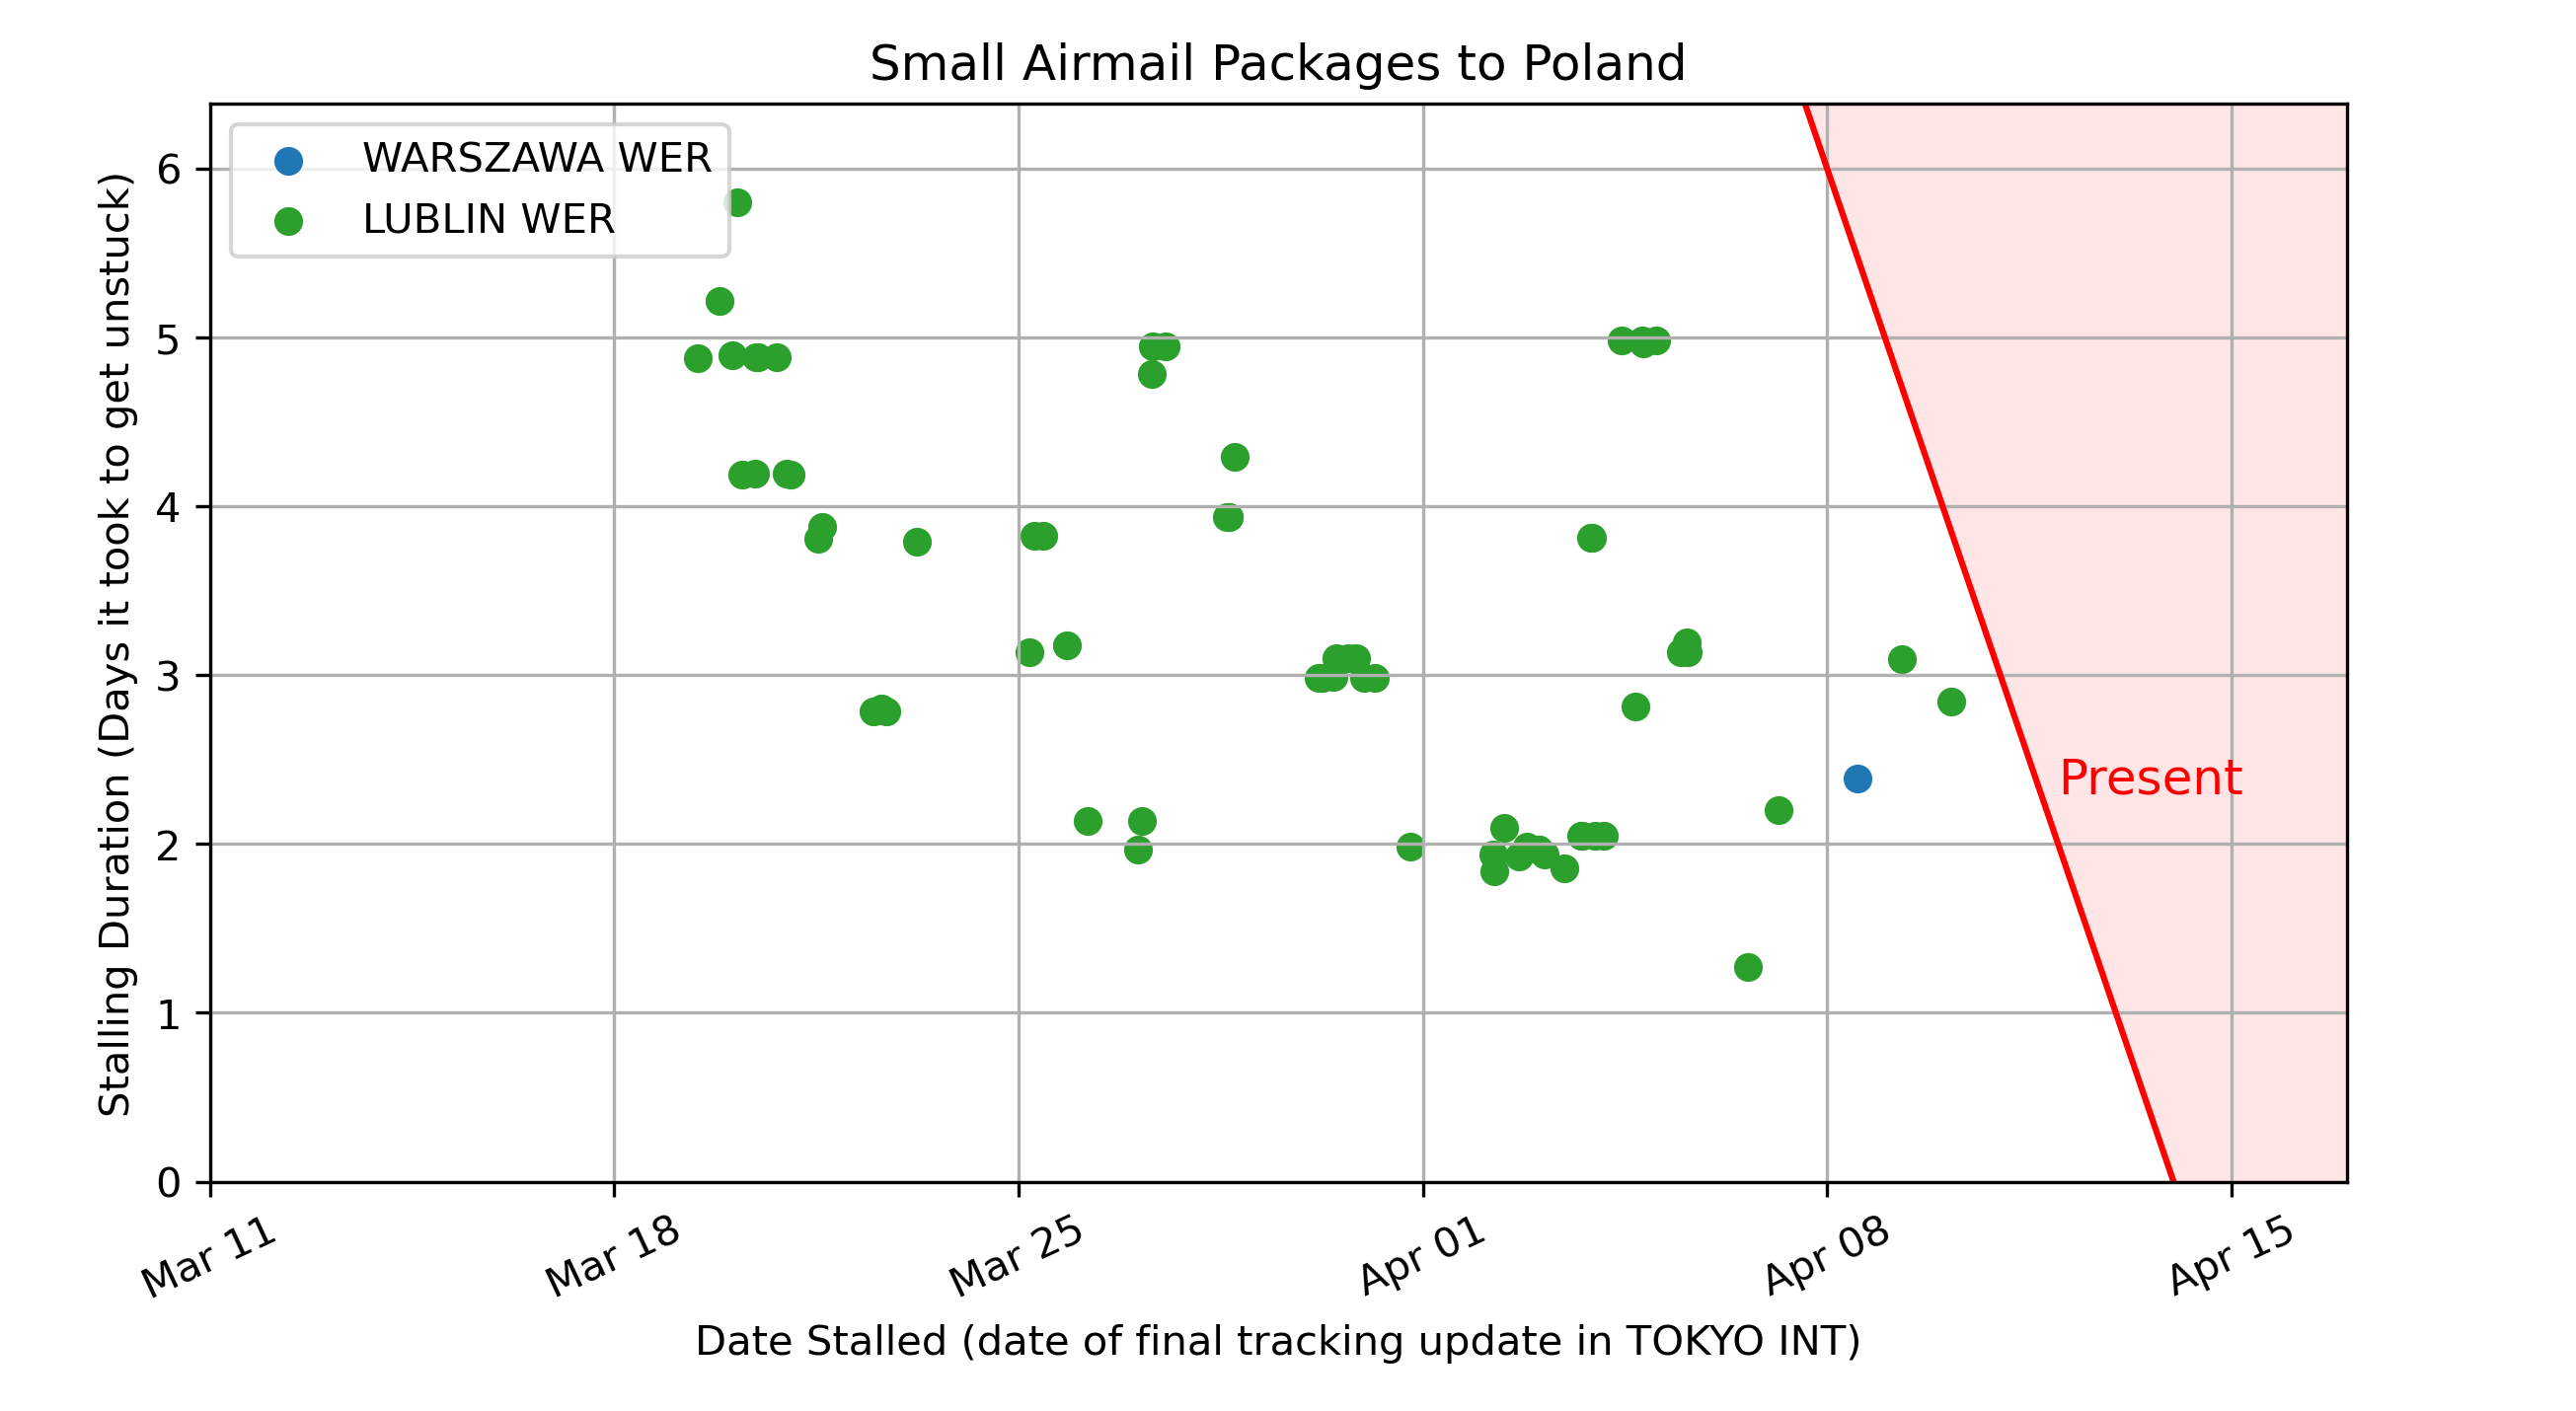 Small Airmail Packages to Poland
WARSZAWA WER
LUBLIN WER
Stalling Duration (Days it took to get unstuck)
6
5
4
3
2
1
0
Present
Mar 11
Mar 18
Mar 25
Apr 01
Apr 08
Apr 15
Date Stalled (date of final tracking update in TOKYO INT)